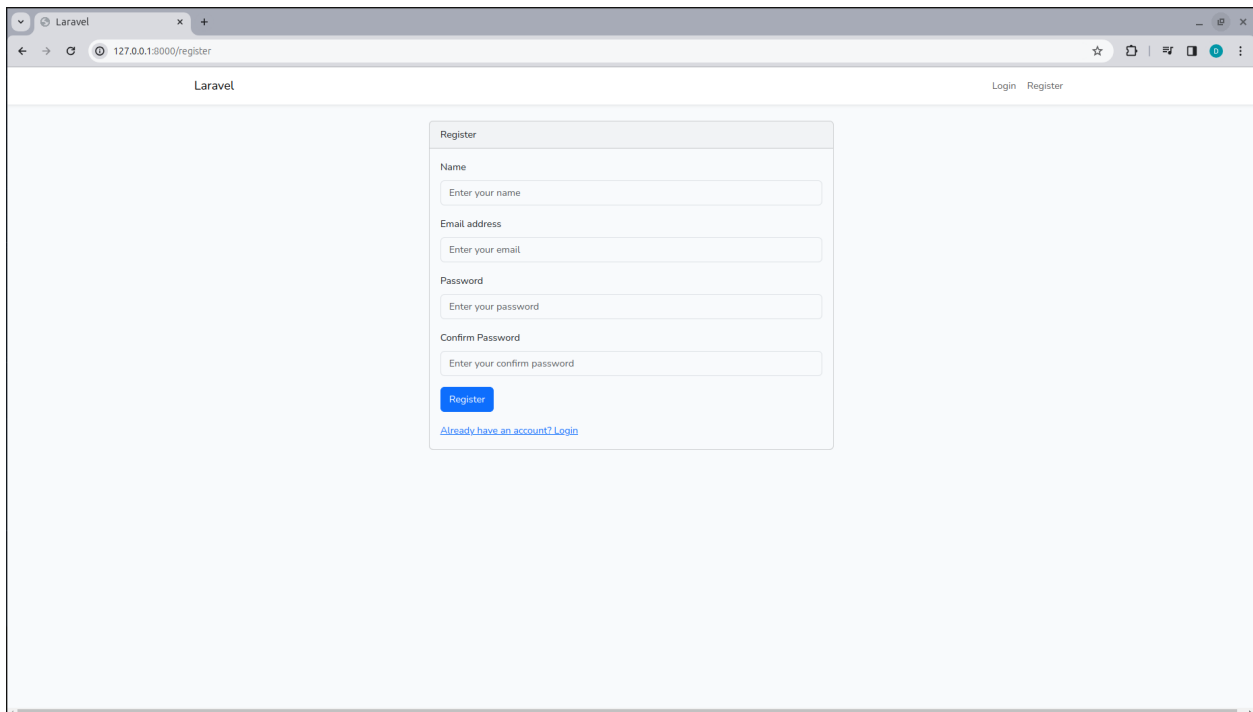 Laravel
127.0.0.1:8000/register
D
Laravel
Login Register
Register
Name
Enter your name
Email address
Enter your email
Password
Enter your password
Confirm Password
Enter your confirm password
Register
Already have an account? Login